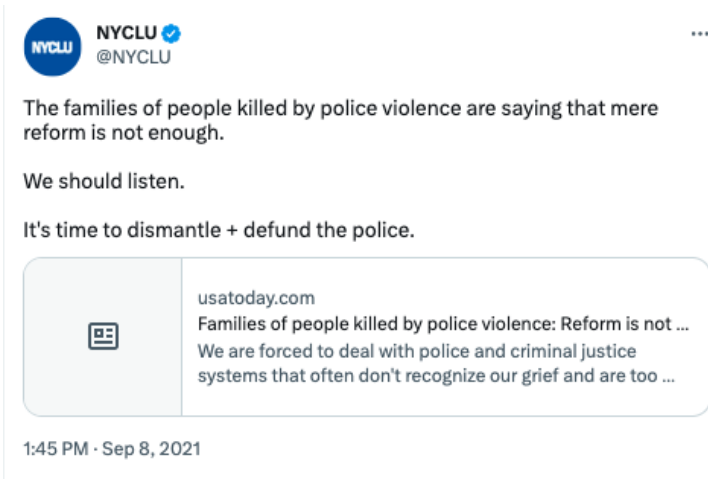 NYCLU
NYCLU
@NYCLU
...
The families of people killed by police violence are saying that mere
reform is not enough.
We should listen.
It's time to dismantle + defund the police.
usatoday.com
Families of people killed by police violence: Reform is not ...
We are forced to deal with police and criminal justice
systems that often don't recognize our grief and are too ...
1:45 PM · Sep 8, 2021